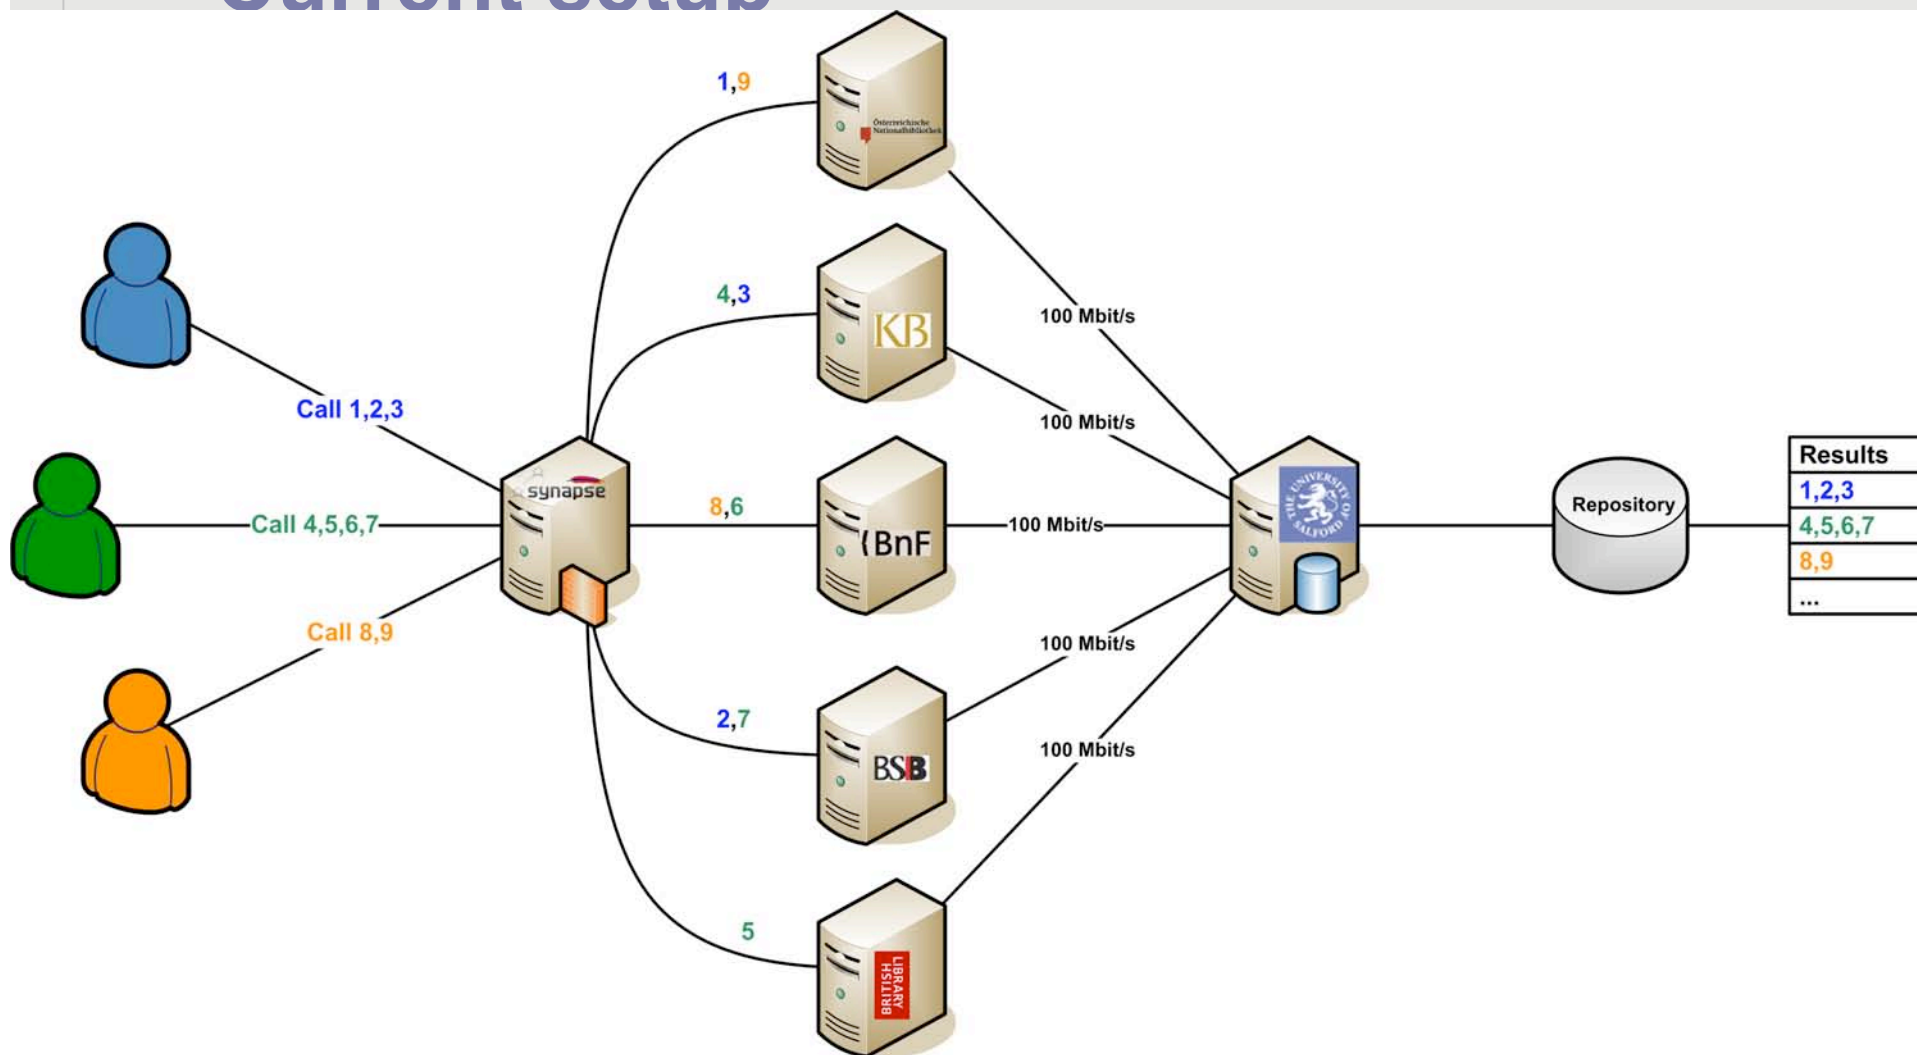 Current setup
1,9
Österreichische
Nationalbibliothek
4,3
KB
100 Mbit/s
Call 1,2,3
100 Mbit/s
synapse
Call 4,5,6,7
8,6
BnF
100 Mbit/s
THE UNIVERSITY OF SALFORD
Repository
Results
1,2,3
4,5,6,7
8,9
...
Call 8,9
100 Mbit/s
2,7
BSB
100 Mbit/s
5
BRITISH
LIBRARY